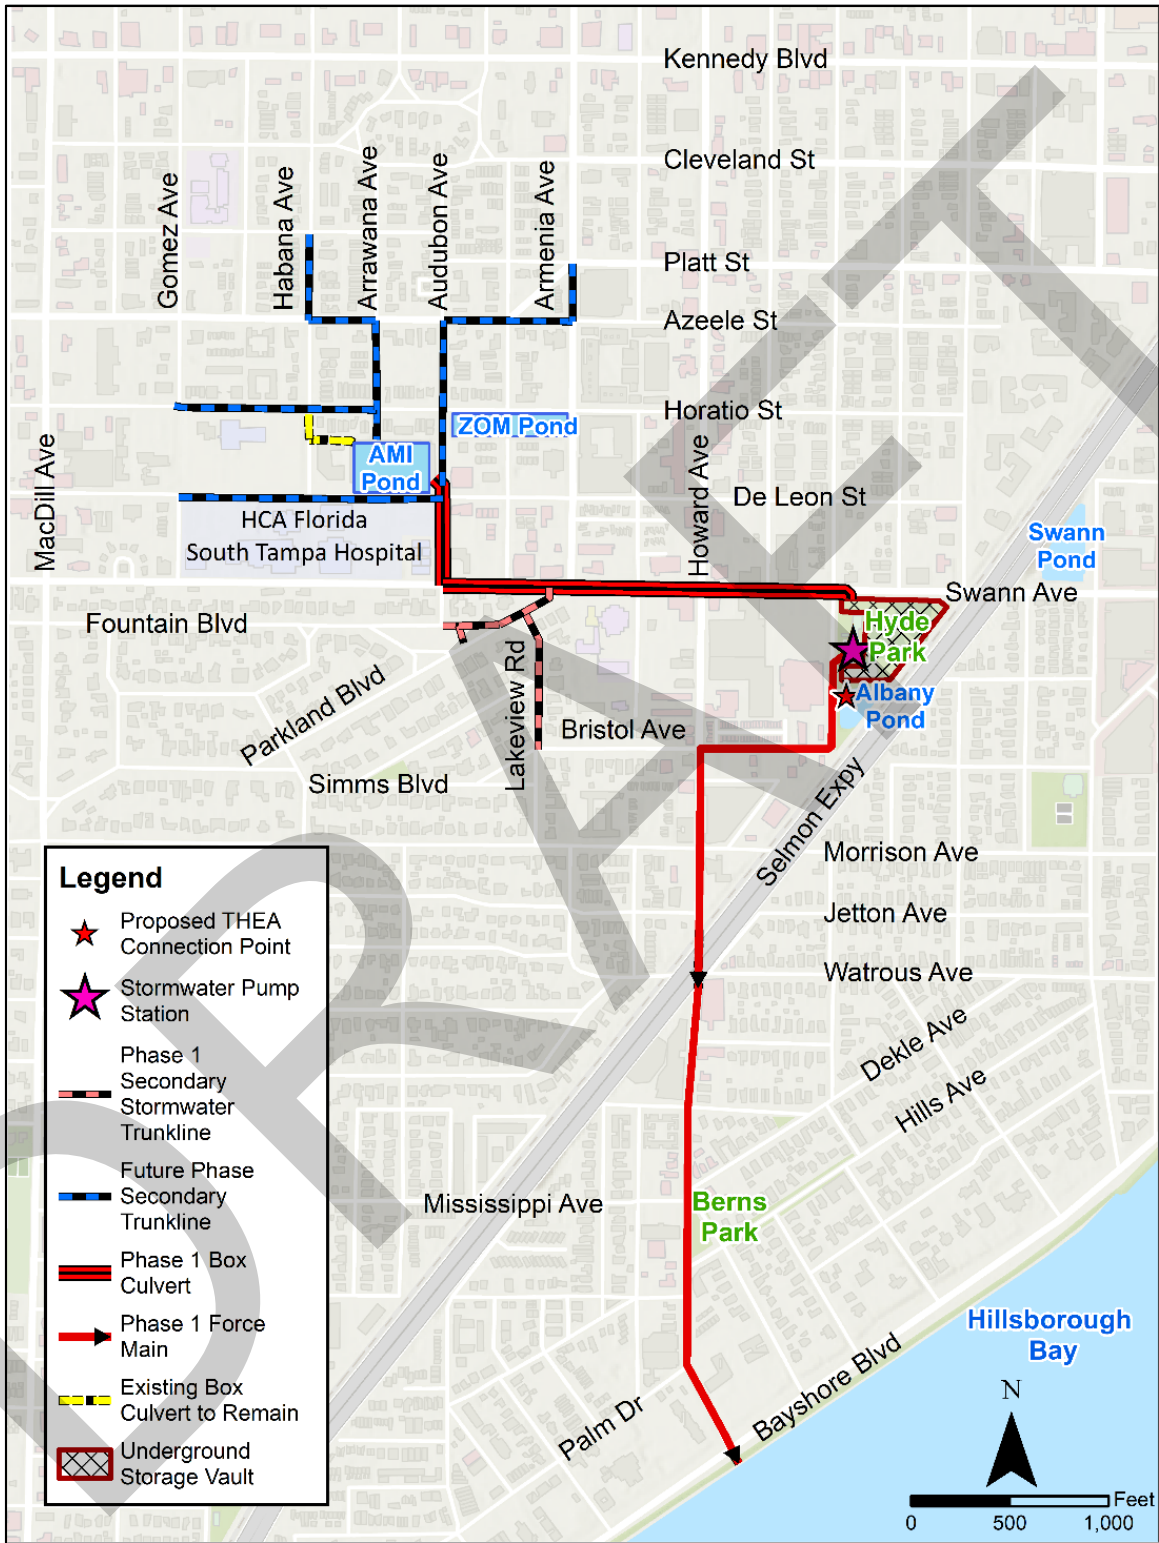 Kennedy Blvd
Cleveland St
Gomez Ave
Habana Ave
Arrawana Ave
Audubon Ave
Armenia Ave
Platt St
Azeele St
Horatio St
ZOM Pond
AMI
Pond
MacDill Ave
Howard Ave
De Leon St
HCA Florida
South Tampa Hospital
Swann
Pond
Swann Ave
Fountain Blvd
Hyde
Park
Parkland Blvd
Lakeview Rd
Albany
Pond
Bristol Ave
Simms Blvd
Selmon Expy
Morrison Ave
Jetton Ave
Watrous Ave
Dekle Ave
Hills Ave
Mississippi Ave
Berns
Park
Hillsborough
Bay
Bayshore Blvd
Palm Dr
Legend
Proposed THEA
Connection Point
Stormwater Pump
Station
Phase 1
Secondary
Stormwater
Trunkline
Future Phase
Secondary
Trunkline
Phase 1 Box
Culvert
Phase 1 Force
Main
Existing Box
Culvert to Remain
Underground
Storage Vault
N
Feet
0 500 1,000
DRAFT